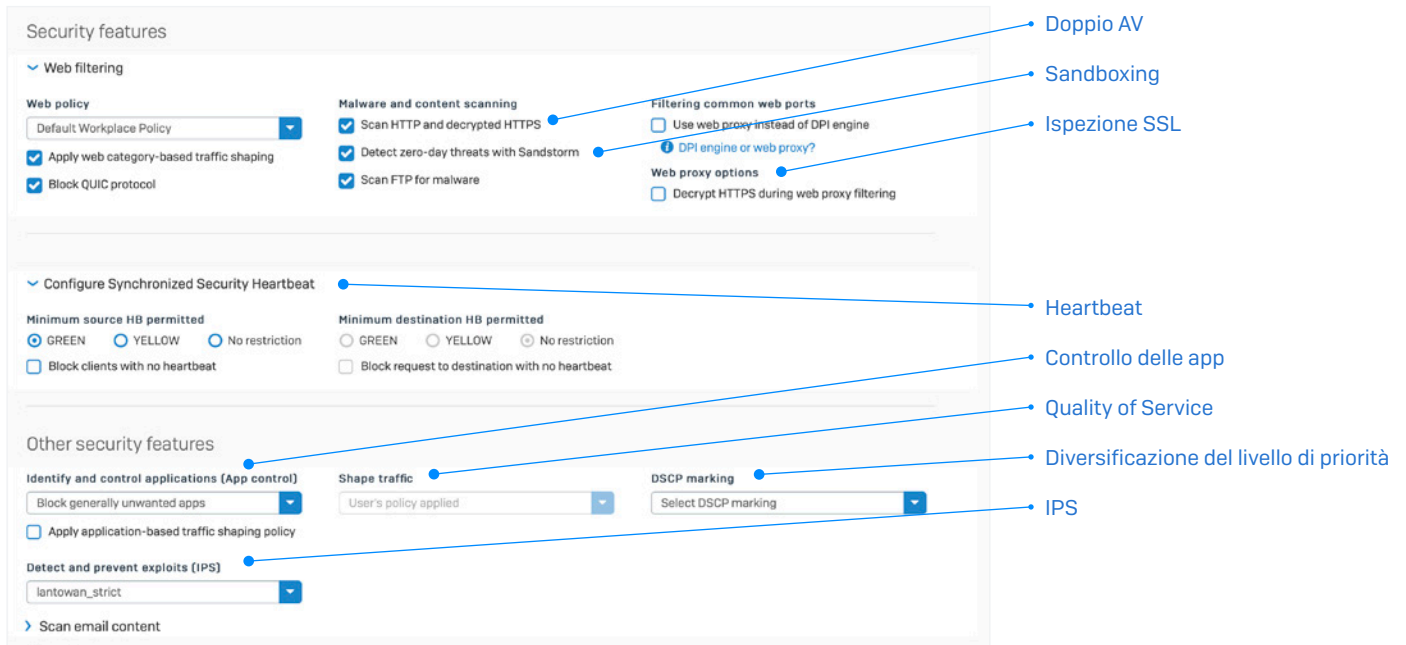 Security features
Web filtering
Web policy
Default Workplace Policy
Apply web category-based traffic shaping
Block QUIC protocol
Malware and content scanning
Scan HTTP and decrypted HTTPS
Detect zero-day threats with Sandstorm
Scan FTP for malware
Filtering common web ports
Use web proxy instead of DPI engine
DPI engine or web proxy?
Web proxy options
Decrypt HTTPS during web proxy filtering
Doppio AV
Sandboxing
Ispezione SSL
Configure Synchronized Security Heartbeat
Minimum source HB permitted
GREEN YELLOW No restriction
Block clients with no heartbeat
Minimum destination HB permitted
GREEN YELLOW No restriction
Block request to destination with no heartbeat
Heartbeat
Controllo delle app
Quality of Service
Diversificazione del livello di priorità
IPS
Other security features
Identify and control applications (App control)
Block generally unwanted apps
Apply application-based traffic shaping policy
Shape traffic
User's policy applied
DSCP marking
Select DSCP marking
Detect and prevent exploits (IPS)
lantowan_strict
Scan email content